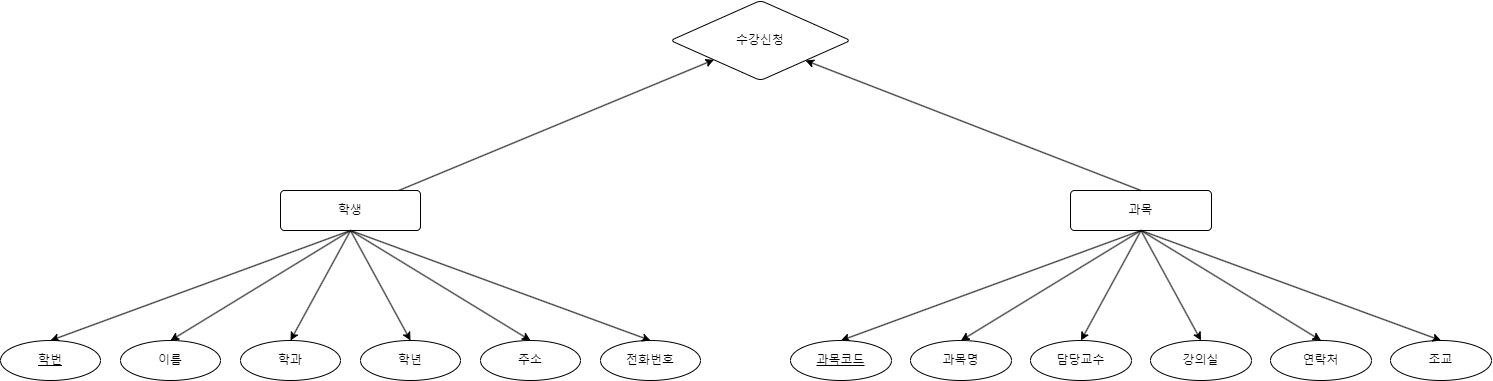 수강신청
학생
과목
학번
이름
학과
학년
주소
전화번호
과목코드
과목명
담당교수
강의실
연락처
조교